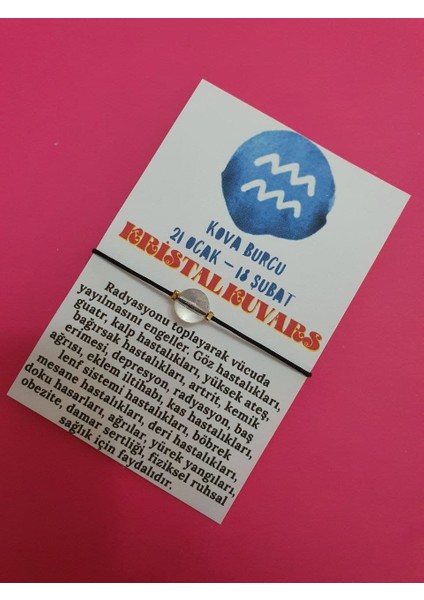 KOVA BURCU
21 OCAK – 18 ŞUBAT
KRİSTAL KUVARS
Radyasyonu toplayarak vücuda
yayılmasını engeller. Göz hastalıkları,
guatr, kalp hastalıkları, yüksek ateş,
bağırsak hastalıkları, artrit, kemik
erimesi, depresyon, radyasyon, baş
ağrısı, eklem iltihabı, kas hastalıkları,
lenf sistemi hastalıkları, böbrek
mesane hastalıkları, deri hastalıkları,
doku hasarları, ağrılar, yürek yangıları,
obezite, damar sertliği, fiziksel ruhsal
sağlık için faydalıdır.